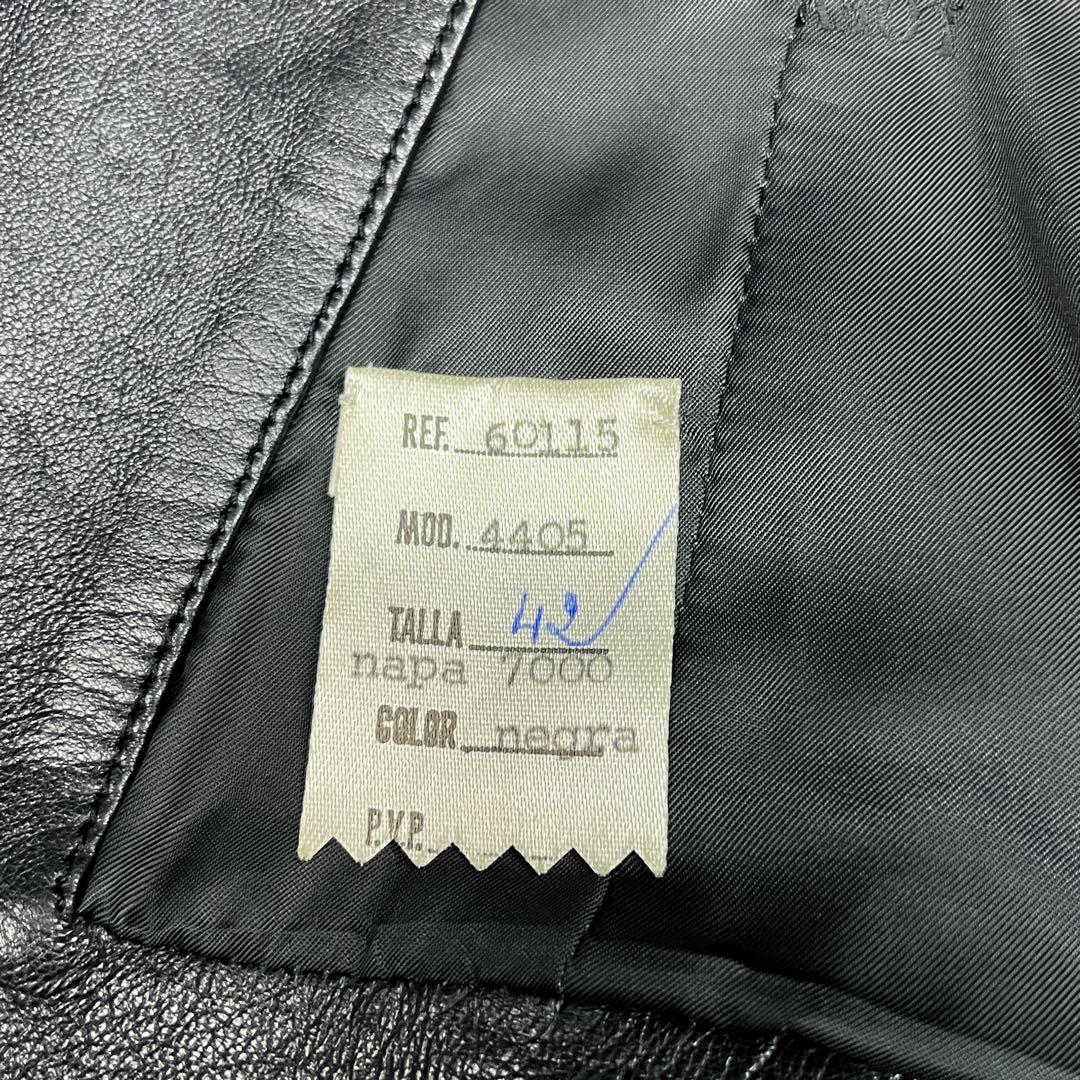 REF. 60115
MOD. 4405
TALLA 42
napa 7000
COLOR negra
P.V.P.